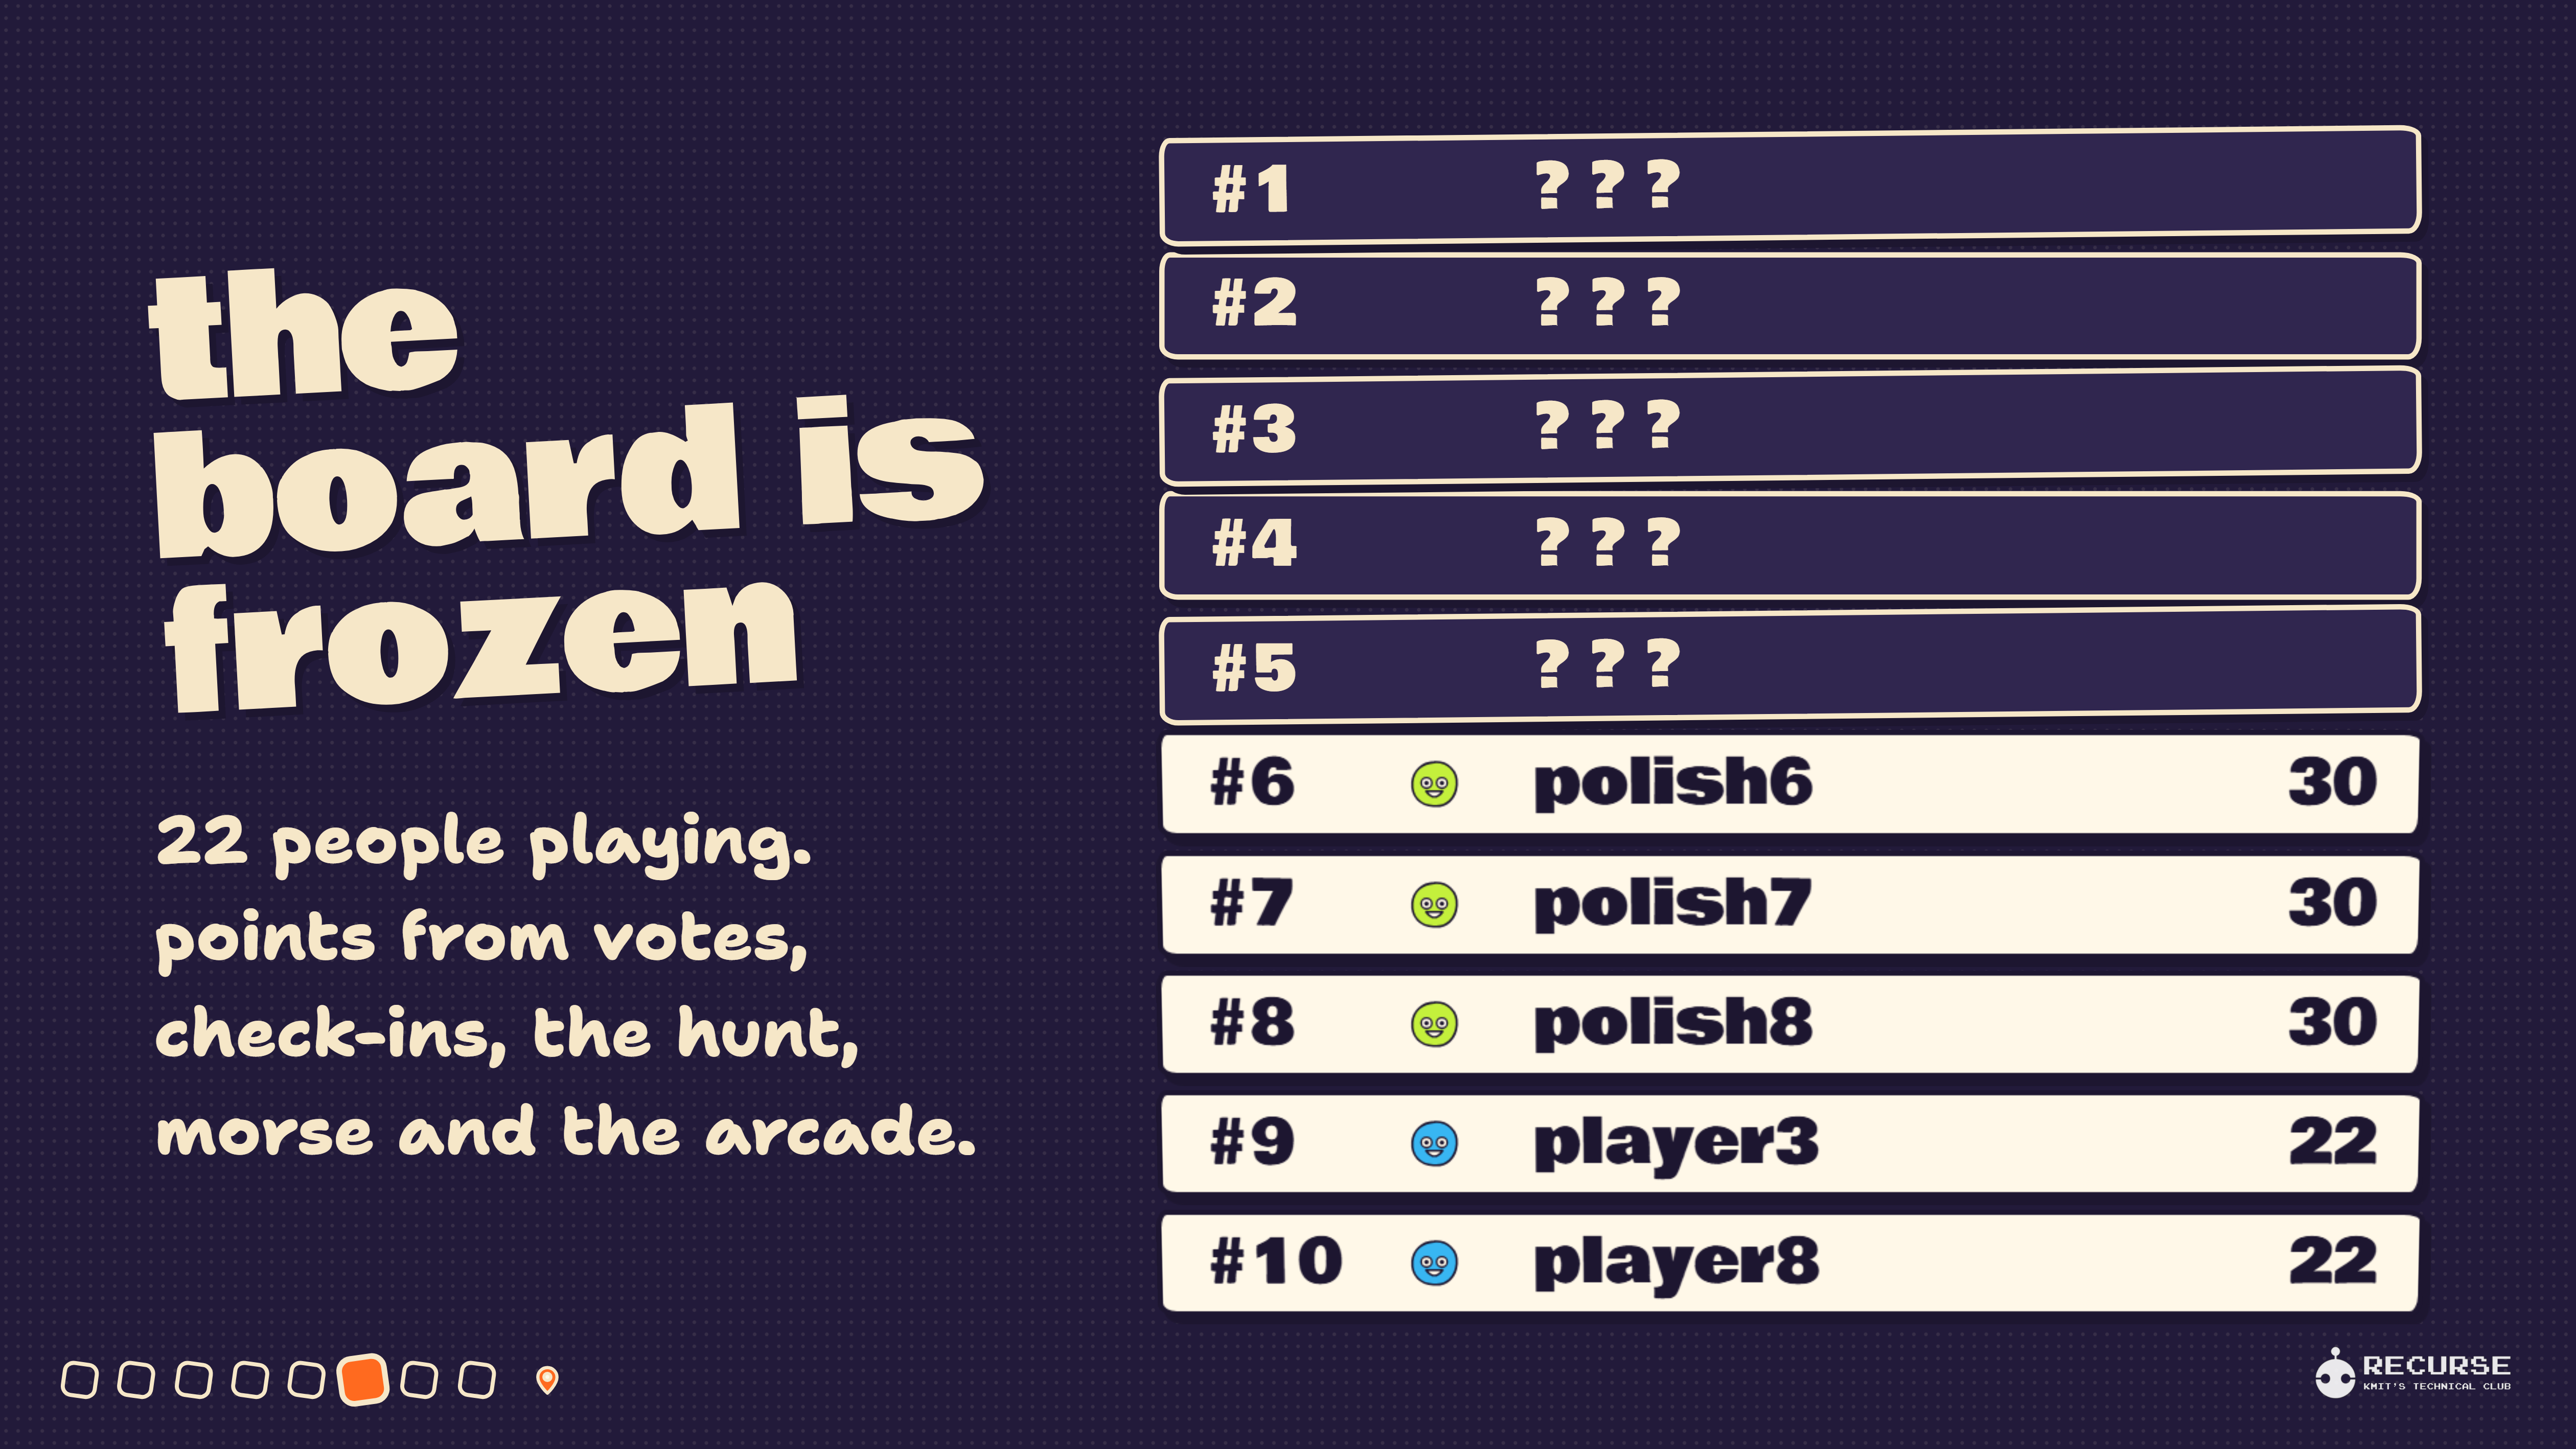 the
board is
frozen
22 people playing.
points from votes,
check-ins, the hunt,
morse and the arcade.
#1 ???
#2 ???
#3 ???
#4 ???
#5 ???
#6 polish6 30
#7 polish7 30
#8 polish8 30
#9 player3 22
#10 player8 22
RECURSE
KMIT'S TECHNICAL CLUB